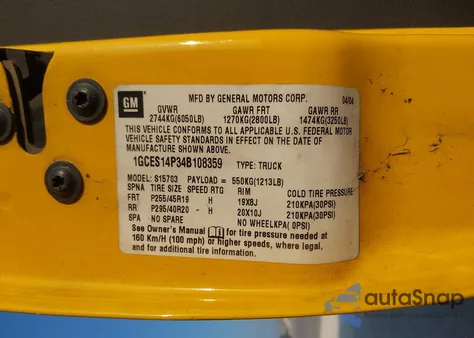 GM
MFD BY GENERAL MOTORS CORP. 04/04
GVWR GAWR FRT GAWR RR
2744KG(6050LB) 1270KG(2800LB) 1474KG(3250LB)
THIS VEHICLE CONFORMS TO ALL APPLICABLE U.S. FEDERAL MOTOR
VEHICLE SAFETY STANDARDS IN EFFECT ON THE DATE OF
MANUFACTURE SHOWN ABOVE.
1GCES14P34B108359 TYPE: TRUCK
MODEL: S15703 PAYLOAD = 550KG(1213LB)
SPNA TIRE SIZE SPEED RTG RIM COLD TIRE PRESSURE
FRT P255/45R19 H 19X8J 210KPA(30PSI)
RR P295/40R20 - H 20X10J 210KPA(30PSI)
SPA - NO SPARE NO WHEELKPA( 0PSI)
See Owner's Manual for tire pressure needed at
160 Km/H (100 mph) or higher speeds, where legal, and
for additional tire information.
autoSnap